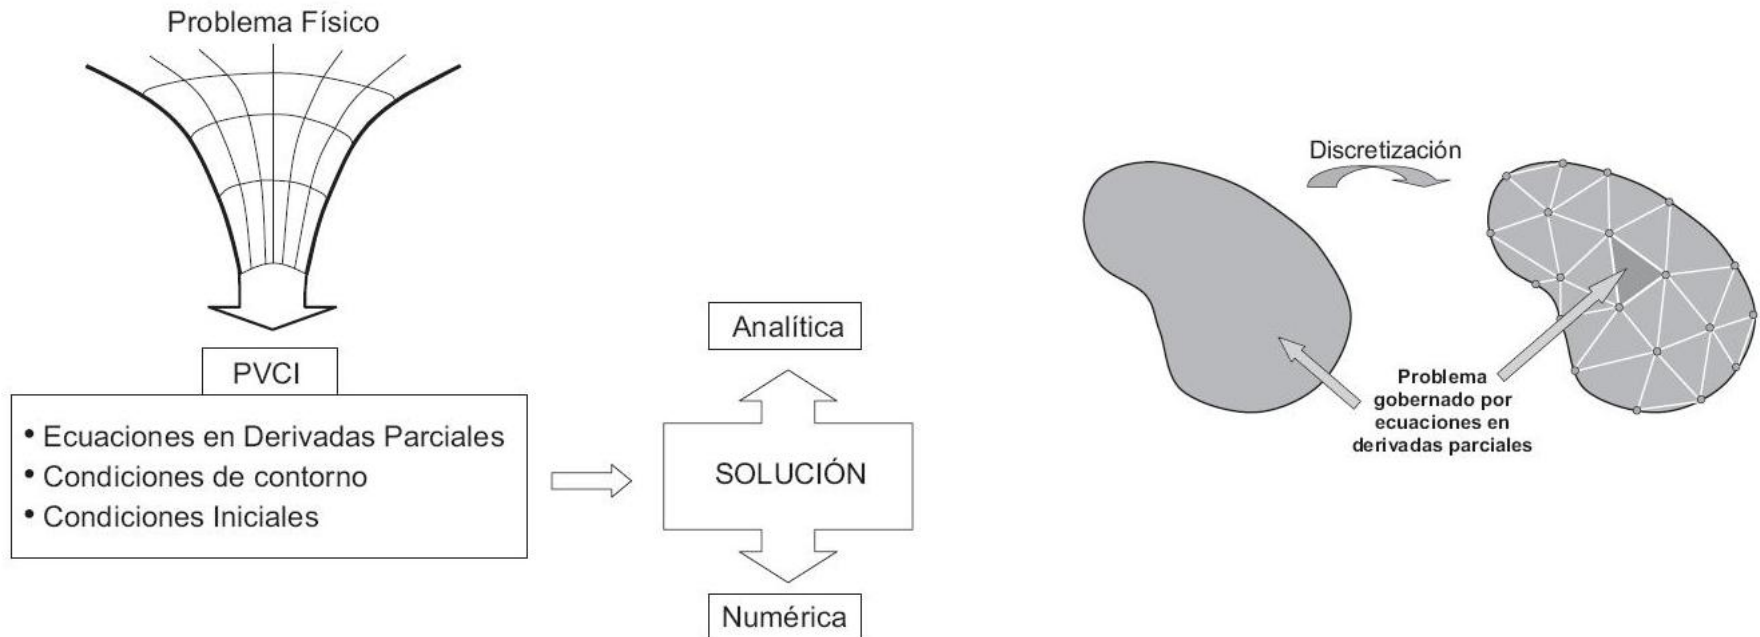 Problema Físico
PVCI
• Ecuaciones en Derivadas Parciales
• Condiciones de contorno
• Condiciones Iniciales
Analítica
SOLUCIÓN
Numérica
Discretización
Problema
gobernado por
ecuaciones en
derivadas parciales